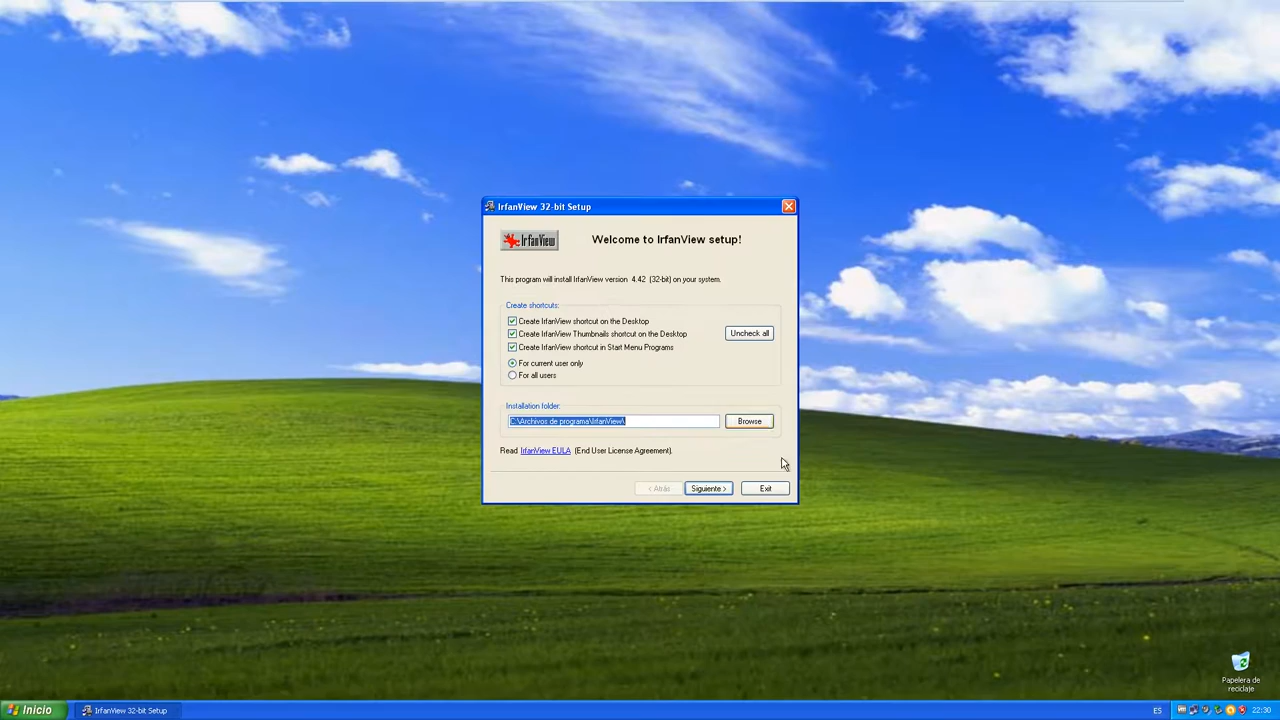 IrfanView 32-bit Setup
IrfanView
Welcome to IrfanView setup!
This program will install IrfanView version 4.42 (32-bit) on your system.
Create shortcuts:
Create IrfanView shortcut on the Desktop
Create IrfanView Thumbnails shortcut on the Desktop
Uncheck all
Create IrfanView shortcut in Start Menu Programs
For current user only
For all users
Installation folder:
C:\Archivos de programa\IrfanView\
Browse
Read IrfanView EULA (End User License Agreement).
< Atrás
Siguiente >
Exit
Papelera de
reciclaje
Inicio
IrfanView 32-bit Setup
ES
22:30